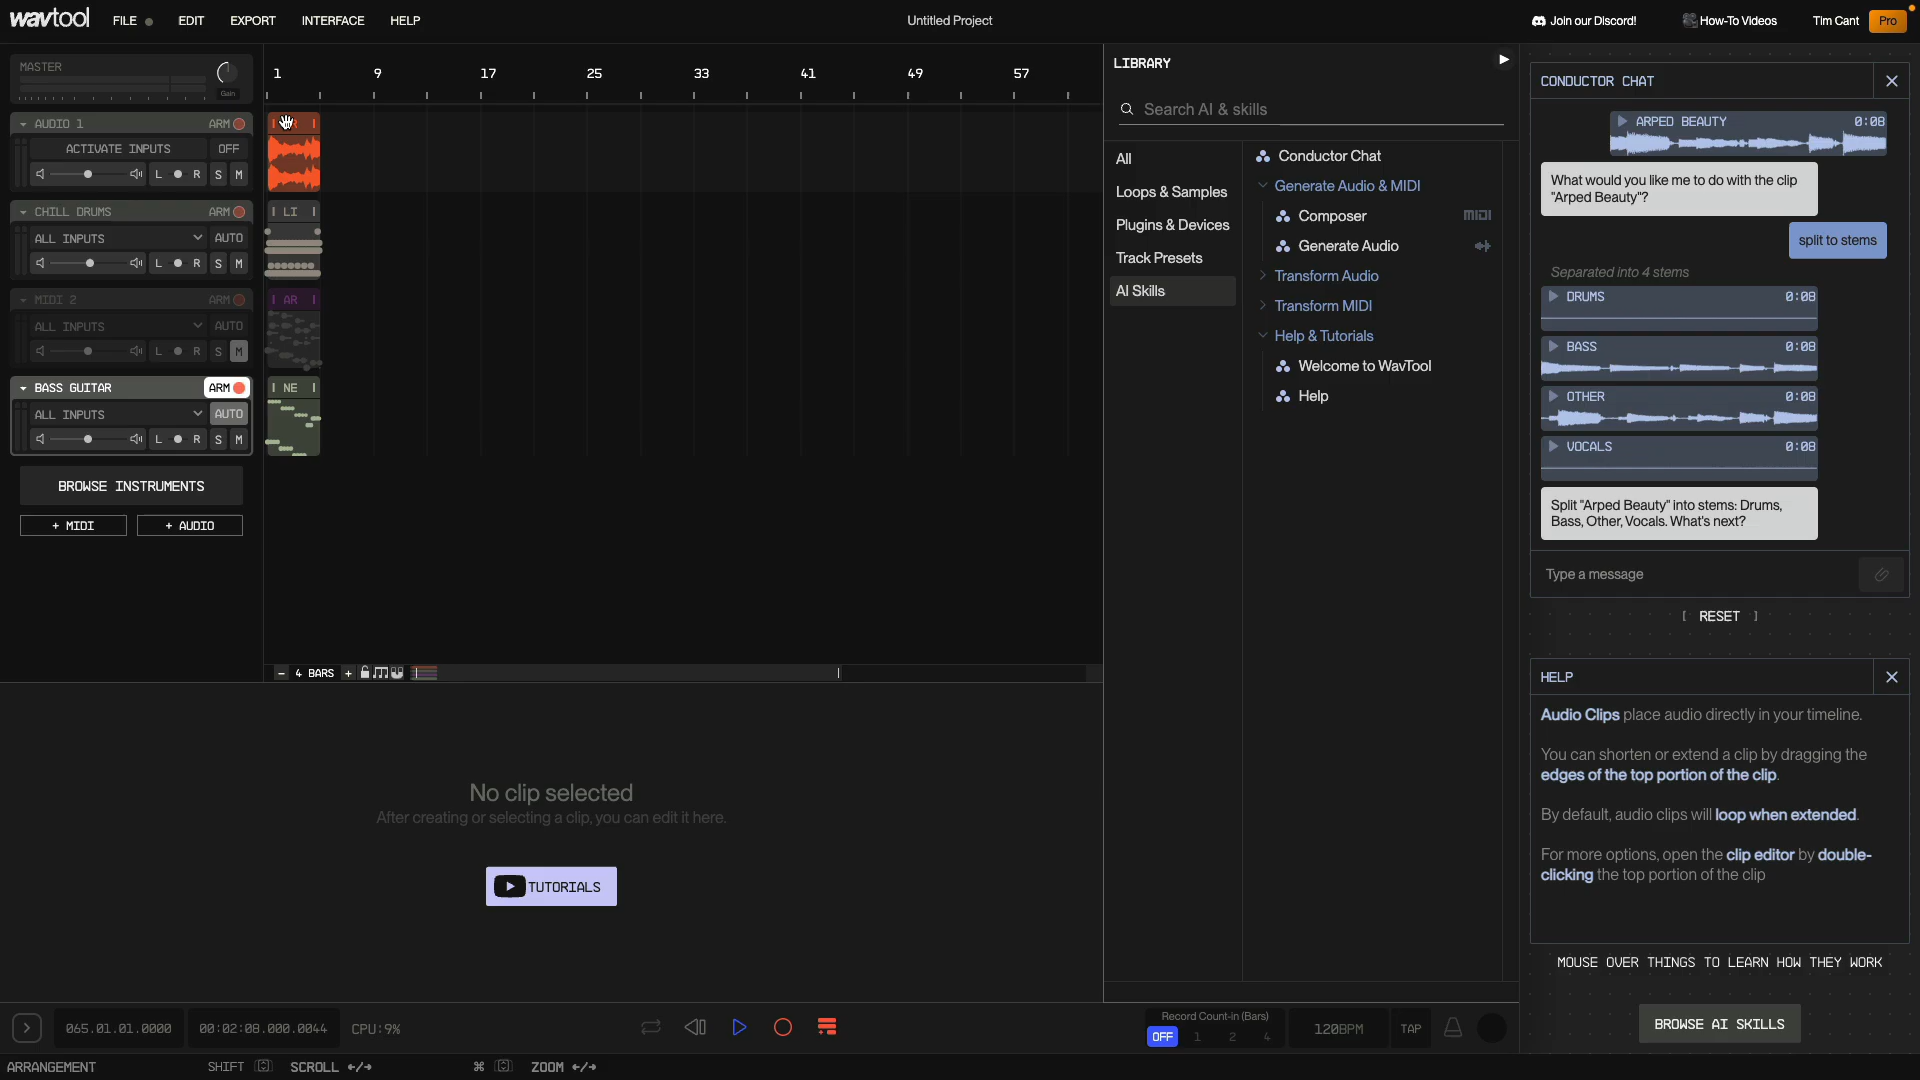 wavtool
FILE
EDIT
EXPORT
INTERFACE
HELP
Untitled Project
Join our Discord!
How-To Videos
Tim Cant
Pro
MASTER
Gain
1 9 17 25 33 41 49 57
AUDIO 1
ARM
ACTIVATE INPUTS
OFF
L R S M
CHILL DRUMS
ARM
ALL INPUTS
AUTO
L R S M
LI
MIDI 2
ARM
ALL INPUTS
AUTO
L R S M
AR
BASS GUITAR
ARM
ALL INPUTS
AUTO
L R S M
NE
BROWSE INSTRUMENTS
+ MIDI
+ AUDIO
- 4 BARS +
No clip selected
After creating or selecting a clip, you can edit it here.
TUTORIALS
LIBRARY
Search AI & skills
All
Loops & Samples
Plugins & Devices
Track Presets
AI Skills
Conductor Chat
Generate Audio & MIDI
Composer
MIDI
Generate Audio
Transform Audio
Transform MIDI
Help & Tutorials
Welcome to WavTool
Help
CONDUCTOR CHAT
ARPED BEAUTY 0:08
What would you like me to do with the clip
"Arped Beauty"?
split to stems
Separated into 4 stems
DRUMS 0:08
BASS 0:08
OTHER 0:08
VOCALS 0:08
Split "Arped Beauty" into stems: Drums,
Bass, Other, Vocals. What's next?
Type a message
[ RESET ]
HELP
Audio Clips place audio directly in your timeline.
You can shorten or extend a clip by dragging the
edges of the top portion of the clip.
By default, audio clips will loop when extended.
For more options, open the clip editor by double-
clicking the top portion of the clip
MOUSE OVER THINGS TO LEARN HOW THEY WORK
BROWSE AI SKILLS
065.01.01.0000
00:02:08.000.0044
CPU:9%
Record Count-in (Bars)
OFF 1 2 4
120BPM
TAP
ARRANGEMENT
SHIFT
SCROLL
⌘
ZOOM